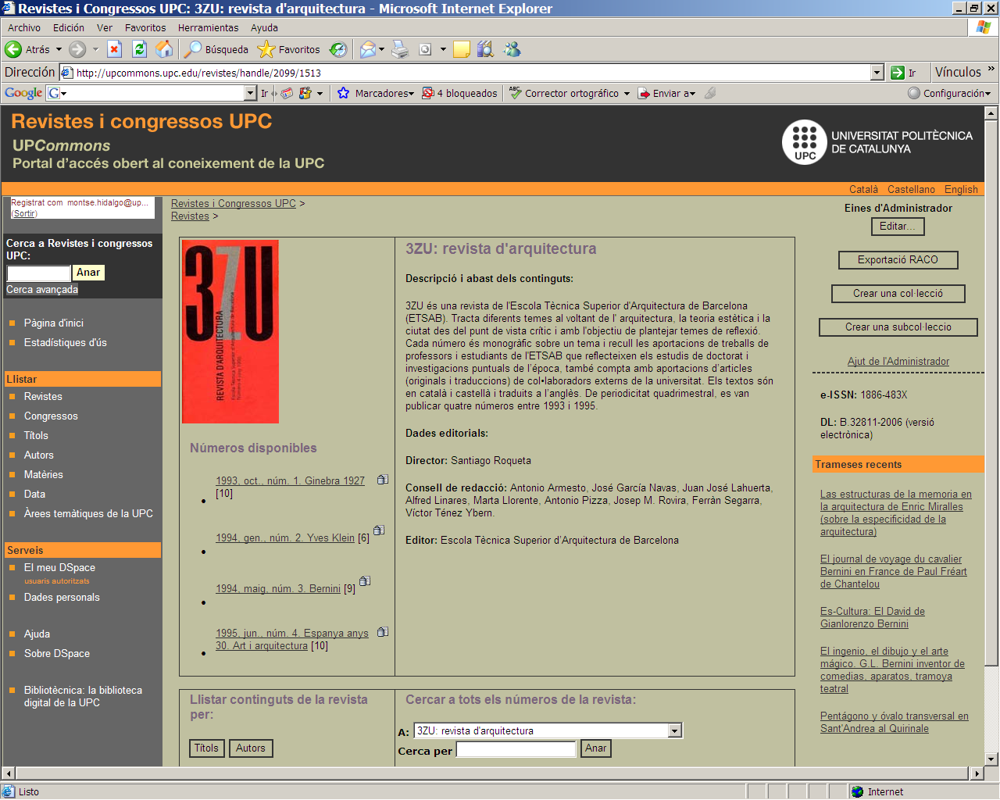 Revistes i Congressos UPC: 3ZU: revista d'arquitectura - Microsoft Internet Explorer
Archivo Edición Ver Favoritos Herramientas Ayuda
Atrás Búsqueda Favoritos
Dirección http://upcommons.upc.edu/revistes/handle/2099/1513 Ir Vínculos »
Google G Ir Marcadores 4 bloqueados Corrector ortográfico Enviar a Configuración
Revistes i congressos UPC
UPCommons
Portal d'accés obert al coneixement de la UPC
UPC
UNIVERSITAT POLITÈCNICA
DE CATALUNYA
Català Castellano English
Registrat com montse.hidalgo@up...
(Sortir)
Cerca a Revistes i congressos
UPC:
Anar
Cerca avançada
Pàgina d'inici
Estadístiques d'ús
Llistar
Revistes
Congressos
Títols
Autors
Matèries
Data
Àrees temàtiques de la UPC
Serveis
El meu DSpace
usuaris autoritzats
Dades personals
Ajuda
Sobre DSpace
Bibliotècnica: la biblioteca
digital de la UPC
Revistes i Congressos UPC >
Revistes >
3ZU
REVISTA D'ARQUITECTURA
Números disponibles
1993, oct., núm. 1. Ginebra 1927
[10]
1994, gen., núm. 2. Yves Klein [6]
1994, maig, núm. 3. Bernini [9]
1995, jun., núm. 4. Espanya anys
30. Art i arquitectura [10]
3ZU: revista d'arquitectura
Descripció i abast dels continguts:
3ZU és una revista de l'Escola Tècnica Superior d'Arquitectura de Barcelona
(ETSAB). Tracta diferents temes al voltant de l' arquitectura, la teoria estètica i la
ciutat des del punt de vista crític i amb l'objectiu de plantejar temes de reflexió.
Cada número és monogràfic sobre un tema i recull les aportacions de treballs de
professors i estudiants de l'ETSAB que reflecteixen els estudis de doctorat i
investigacions puntuals de l'época, també compta amb aportacions d'articles
(originals i traduccions) de col•laboradors externs de la universitat. Els textos són
en català i castellà i traduits a l'anglès. De periodicitat quadrimestral, es van
publicar quatre números entre 1993 i 1995.
Dades editorials:
Director: Santiago Roqueta
Consell de redacció: Antonio Armesto, José García Navas, Juan José Lahuerta,
Alfred Linares, Marta Llorente, Antonio Pizza, Josep M. Rovira, Ferràn Segarra,
Víctor Ténez Ybern.
Editor: Escola Tècnica Superior d'Arquitectura de Barcelona
Llistar continguts de la revista
per:
Títols Autors
Cercar a tots els números de la revista:
A: 3ZU: revista d'arquitectura
Cerca per Anar
Eines d'Administrador
Editar...
Exportació RACO
Crear una col·lecció
Crear una subcol·leccio
Ajut de l'Administrador
e-ISSN: 1886-483X
DL: B.32811-2006 (versió
electrònica)
Trameses recents
Las estructuras de la memoria en
la arquitectura de Enric Miralles
(sobre la especificidad de la
arquitectura)
El journal de voyage du cavalier
Bernini en France de Paul Fréart
de Chantelou
Es-Cultura: El David de
Gianlorenzo Bernini
El ingenio, el dibujo y el arte
mágico. G.L. Bernini inventor de
comedias, aparatos, tramoya
teatral
Pentágono y óvalo transversal en
Sant'Andrea al Quirinale
Listo Internet